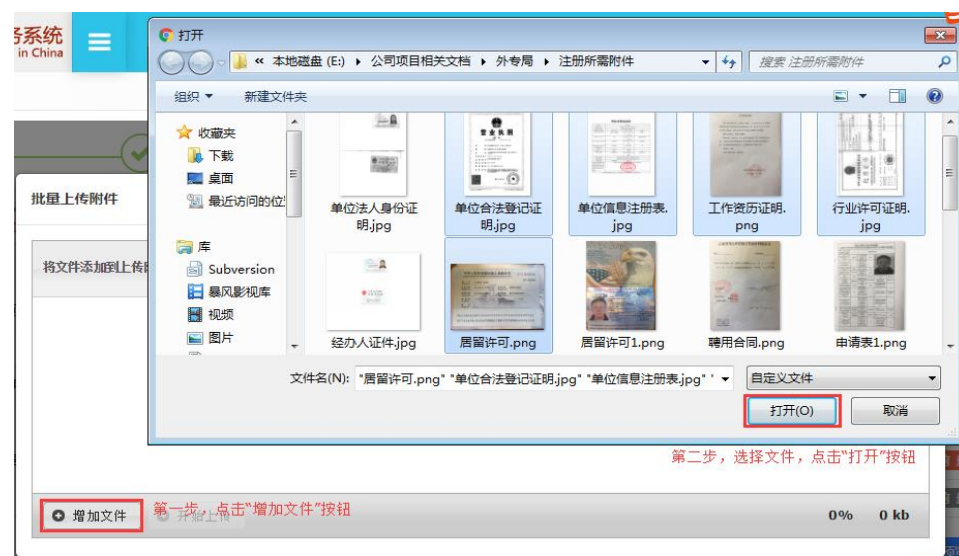 务系统
in China
打开
« 本地磁盘 (E:) ▸ 公司项目相关文档 ▸ 外专局 ▸ 注册所需附件
搜索 注册所需附件
组织 ▾ 新建文件夹
收藏夹
下载
桌面
最近访问的位
库
Subversion
暴风影视库
视频
图片
营业执照
单位法人身份证明.jpg
单位合法登记证明.jpg
单位信息注册表.jpg
工作资历证明.png
行业许可证明.jpg
经办人证件.jpg
居留许可.png
居留许可1.png
聘用合同.png
申请表1.png
文件名(N): "居留许可.png" "单位合法登记证明.jpg" "单位信息注册表.jpg" "
自定义文件
打开(O)
取消
批量上传附件
将文件添加到上传
第二步，选择文件，点击“打开”按钮
增加文件
第一步，点击“增加文件”按钮
开始上传
0% 0 kb